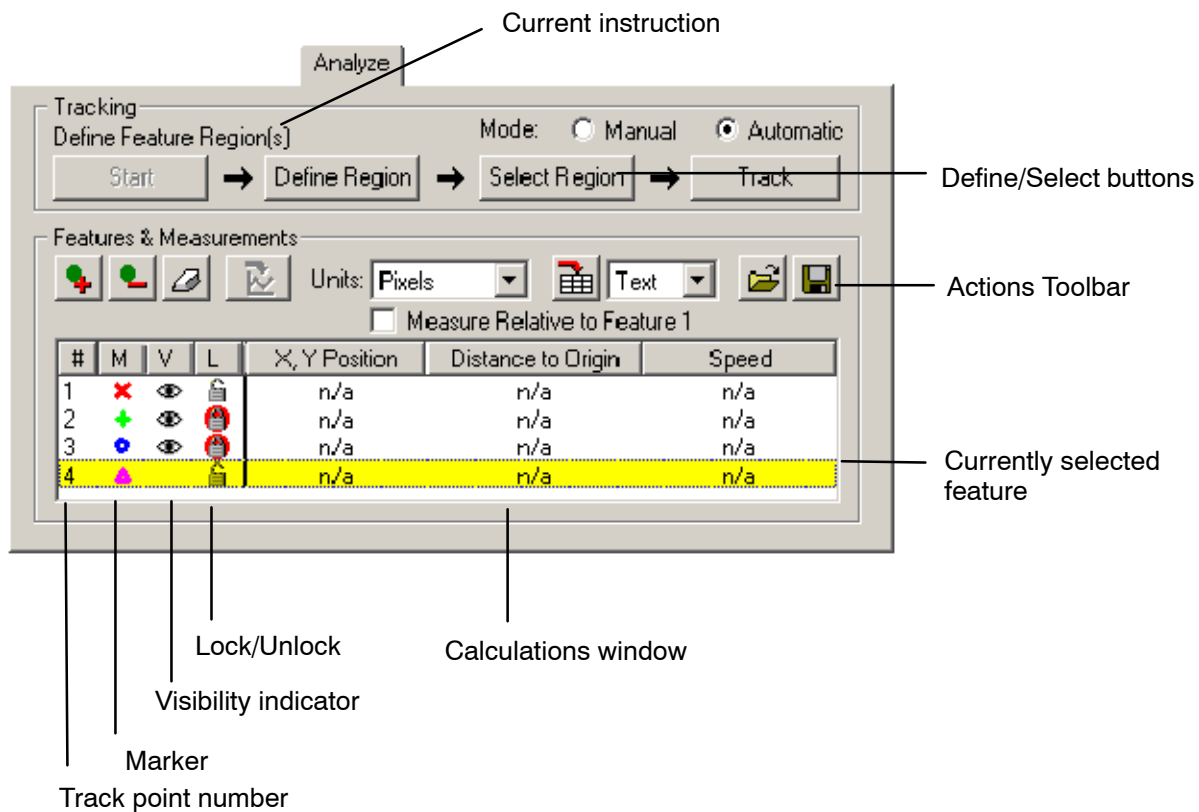 Current instruction
Analyze
Tracking
Define Feature Region(s)
Mode: Manual Automatic
Start Define Region Select Region Track
Define/Select buttons
Features & Measurements
Units: Pixels Text
Actions Toolbar
Measure Relative to Feature 1
# M V L X, Y Position Distance to Origin Speed
1 n/a n/a n/a
2 n/a n/a n/a
3 n/a n/a n/a
4 n/a n/a n/a
Currently selected
feature
Lock/Unlock
Calculations window
Visibility indicator
Marker
Track point number